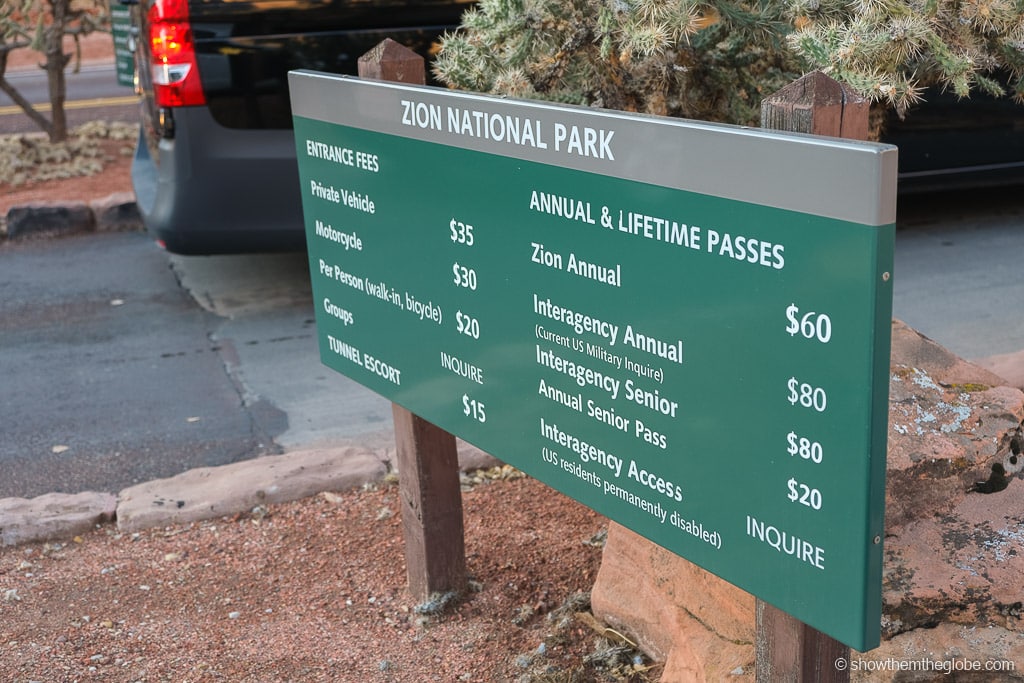 ZION NATIONAL PARK
ENTRANCE FEES
Private Vehicle $35
Motorcycle $30
Per Person (walk-in, bicycle) $20
Groups INQUIRE
TUNNEL ESCORT $15
ANNUAL & LIFETIME PASSES
Zion Annual $60
Interagency Annual $80
(Current US Military Inquire)
Interagency Senior $80
Annual Senior Pass $20
Interagency Access INQUIRE
(US residents permanently disabled)
© showthemtheglobe.com